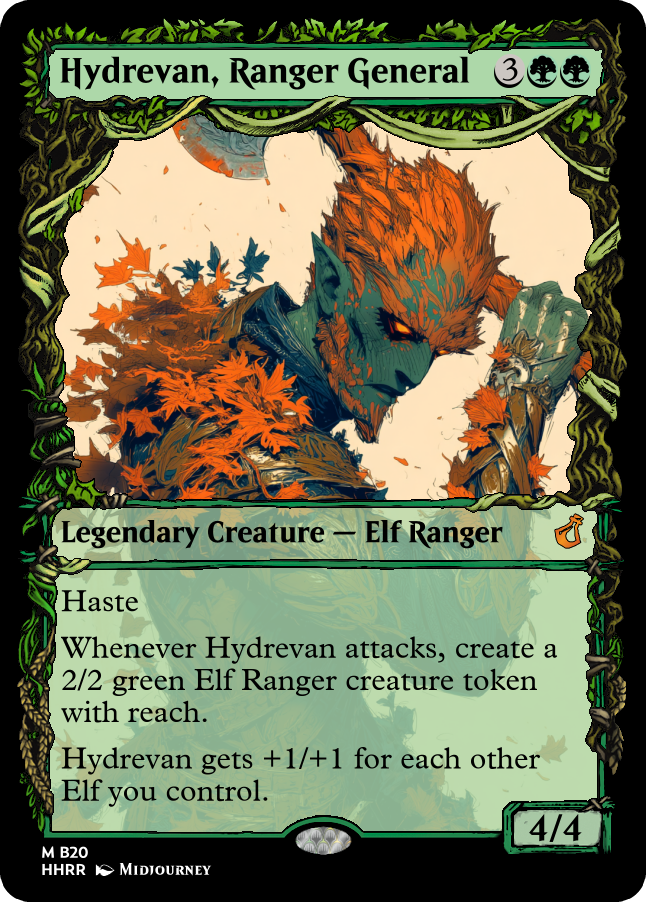 Hydrevan, Ranger General 3
Legendary Creature — Elf Ranger
Haste
Whenever Hydrevan attacks, create a
2/2 green Elf Ranger creature token
with reach.
Hydrevan gets +1/+1 for each other
Elf you control.
4/4
M B20
HHRR Midjourney